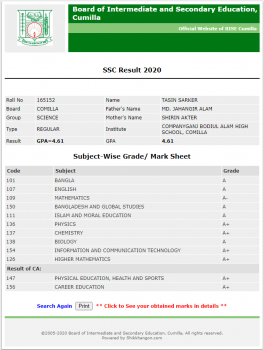 Board of Intermediate and Secondary Education, Cumilla
Official Website of BISE Cumilla
SSC Result 2020
Roll No 165152 Name TASIN SARKER
Board COMILLA Father's Name MD. JAHANGIR ALAM
Group SCIENCE Mother's Name SHIRIN AKTER
Type REGULAR Institute COMPANYGANJ BODIUL ALAM HIGH SCHOOL, COMILLA
Result GPA=4.61 GPA 4.61
Subject-Wise Grade/ Mark Sheet
Code Subject Grade
101 BANGLA A
107 ENGLISH A
109 MATHEMATICS A-
150 BANGLADESH AND GLOBAL STUDIES A
111 ISLAM AND MORAL EDUCATION A
136 PHYSICS A+
137 CHEMISTRY A+
138 BIOLOGY A
154 INFORMATION AND COMMUNICATION TECHNOLOGY A+
126 HIGHER MATHEMATICS A+
Result of CA:
147 PHYSICAL EDUCATION, HEALTH AND SPORTS A+
156 CAREER EDUCATION A+
Search Again Print ** Click to See your obtained marks in details **
©2005-2020 Board of Intermediate and Secondary Education, Cumilla, All rights reserved.
Powered by